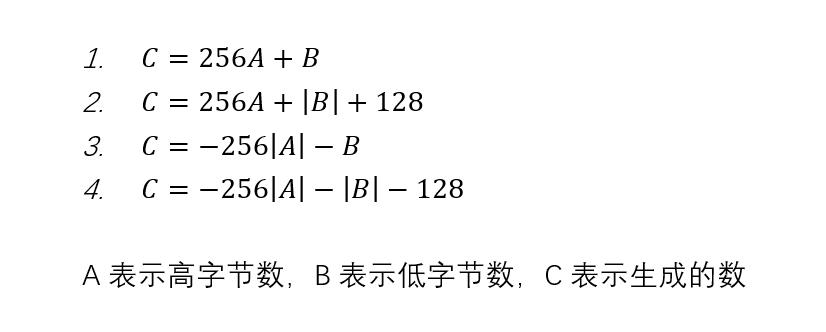 1. C = 256A + B
2. C = 256A + |B| + 128
3. C = −256|A| − B
4. C = −256|A| − |B| − 128
A 表示高字节数，B 表示低字节数，C 表示生成的数